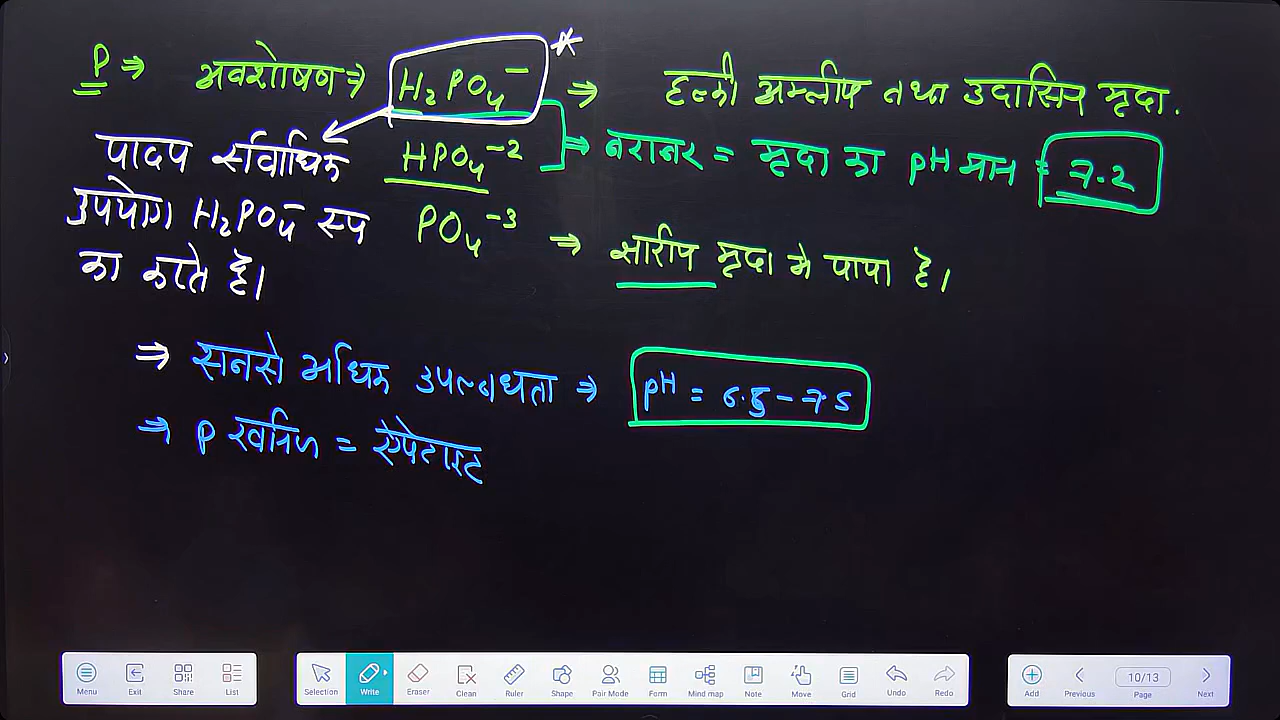 P ⇒ अवशोषण → H₂PO₄⁻ * ⇒ हल्की अम्लीय तथा उदासिन मृदा.
पादप सर्वाधिक HPO₄⁻² ⇒ बराबर = मृदा का pH मान = 7.2
उपयोग H₂PO₄⁻ रूप PO₄⁻³ ⇒ क्षारीय मृदा मे पाया है।
का करते है।
⇒ सबसे अधिक उपलब्धता ⇒ pH = 6.5 - 7.5
→ P खनिज = ऐपेटाइट
Menu Exit Share List Selection Write Eraser Clean Ruler Shape Pair Mode Form Mind map Note Move Grid Undo Redo Add Previous 10/13 Page Next